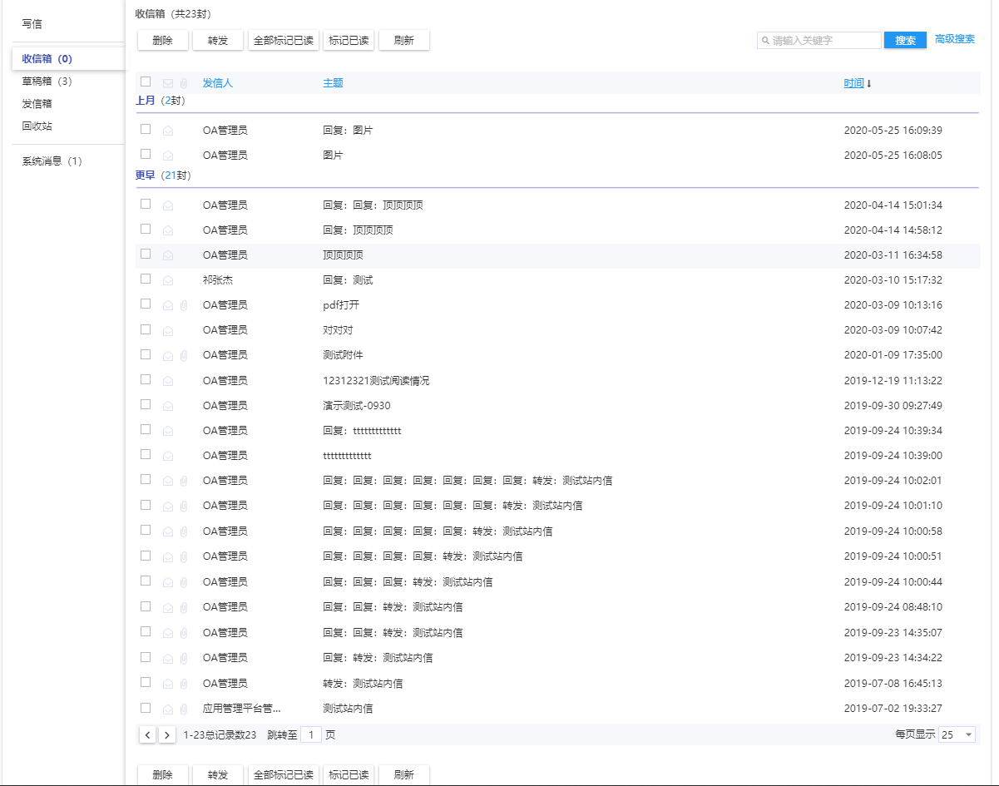 写信
收信箱（0）
草稿箱（3）
发信箱
回收站
系统消息（1）
收信箱（共23封）
删除 转发 全部标记已读 标记已读 刷新 请输入关键字 搜索 高级搜索
发信人 主题 时间↓
上月（2封）
OA管理员 回复：图片 2020-05-25 16:09:39
OA管理员 图片 2020-05-25 16:08:05
更早（21封）
OA管理员 回复：回复：顶顶顶顶 2020-04-14 15:01:34
OA管理员 回复：顶顶顶顶 2020-04-14 14:58:12
OA管理员 顶顶顶顶 2020-03-11 16:34:58
祁张杰 回复：测试 2020-03-10 15:17:32
OA管理员 pdf打开 2020-03-09 10:13:16
OA管理员 对对对 2020-03-09 10:07:42
OA管理员 测试附件 2020-01-09 17:35:00
OA管理员 12312321测试阅读情况 2019-12-19 11:13:22
OA管理员 演示测试-0930 2019-09-30 09:27:49
OA管理员 回复：ttttttttttttt 2019-09-24 10:39:34
OA管理员 ttttttttttttt 2019-09-24 10:39:00
OA管理员 回复：回复：回复：回复：回复：回复：回复：转发：测试站内信 2019-09-24 10:02:01
OA管理员 回复：回复：回复：回复：回复：回复：转发：测试站内信 2019-09-24 10:01:10
OA管理员 回复：回复：回复：回复：回复：转发：测试站内信 2019-09-24 10:00:58
OA管理员 回复：回复：回复：回复：转发：测试站内信 2019-09-24 10:00:51
OA管理员 回复：回复：回复：转发：测试站内信 2019-09-24 10:00:44
OA管理员 回复：回复：转发：测试站内信 2019-09-24 08:48:10
OA管理员 回复：回复：转发：测试站内信 2019-09-23 14:35:07
OA管理员 回复：转发：测试站内信 2019-09-23 14:34:22
OA管理员 转发：测试站内信 2019-07-08 16:45:13
应用管理平台管... 测试站内信 2019-07-02 19:33:27
1-23总记录数23 跳转至 1 页 每页显示 25
删除 转发 全部标记已读 标记已读 刷新